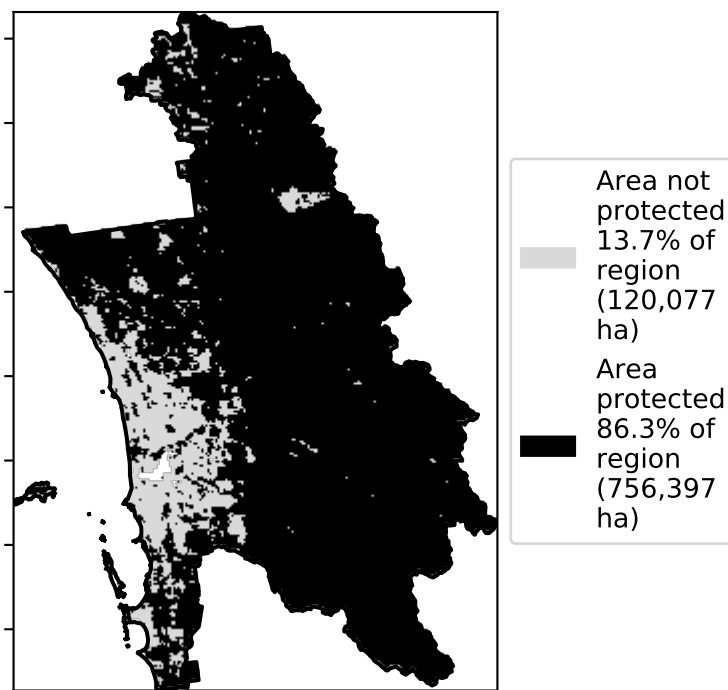 Area not
protected
13.7% of
region
(120,077
ha)
Area
protected
86.3% of
region
(756,397
ha)